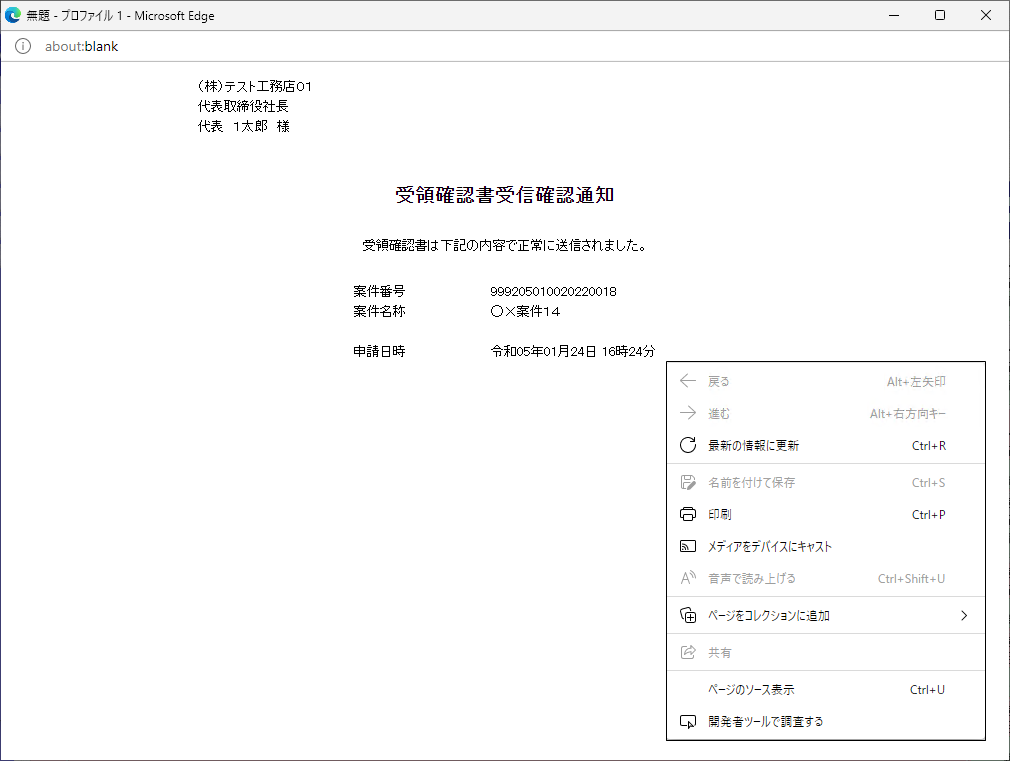 無題 - プロファイル 1 - Microsoft Edge
about:blank
(株)テスト工務店01
代表取締役社長
代表　1太郎　様
受領確認書受信確認通知
受領確認書は下記の内容で正常に送信されました。
案件番号 999205010020220018
案件名称 〇×案件14
申請日時 令和05年01月24日 16時24分
戻る Alt+左矢印
進む Alt+右方向キー
最新の情報に更新 Ctrl+R
名前を付けて保存 Ctrl+S
印刷 Ctrl+P
メディアをデバイスにキャスト
音声で読み上げる Ctrl+Shift+U
ページをコレクションに追加
共有
ページのソース表示 Ctrl+U
開発者ツールで調査する